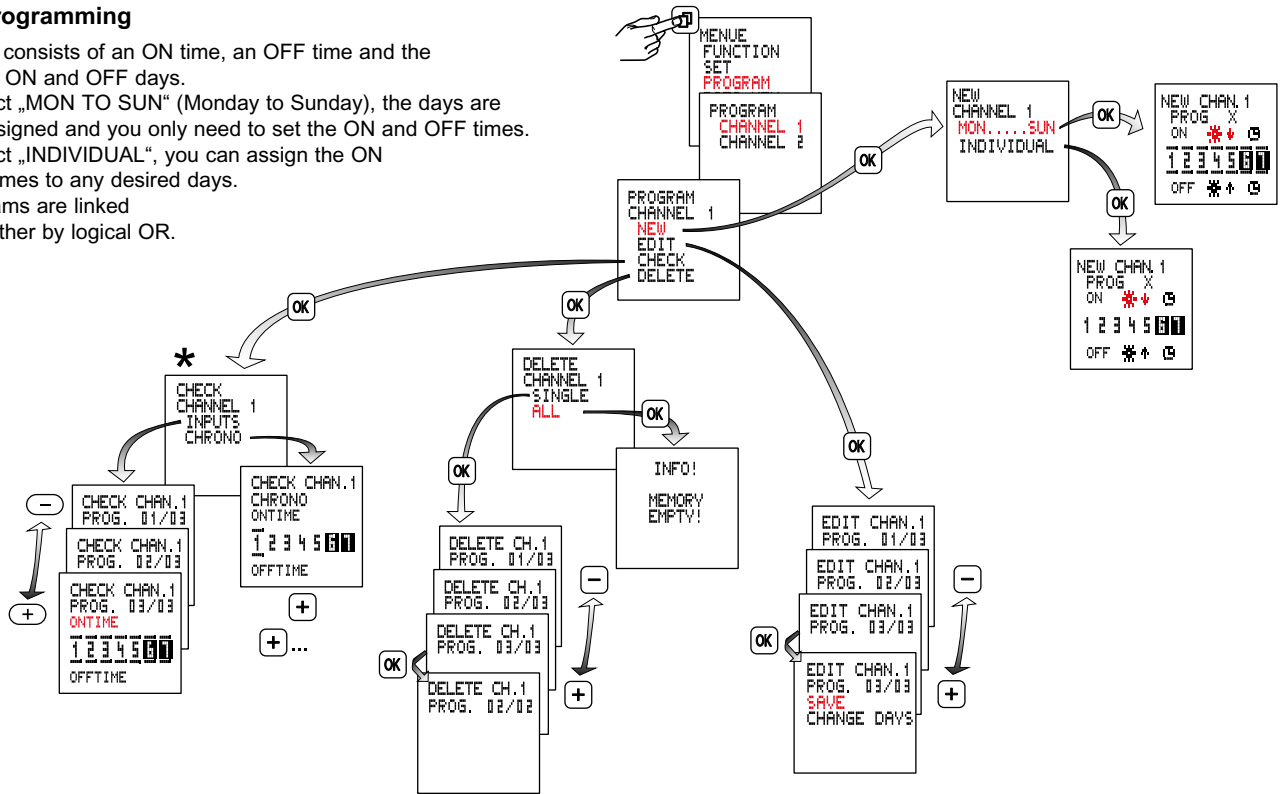 rogramming
consists of an ON time, an OFF time and the
ON and OFF days.
ct „MON TO SUN“ (Monday to Sunday), the days are
signed and you only need to set the ON and OFF times.
ct „INDIVIDUAL“, you can assign the ON
mes to any desired days.
ams are linked
ther by logical OR.
MENUE
FUNCTION
SET
PROGRAM
PROGRAM
CHANNEL 1
CHANNEL 2
PROGRAM
CHANNEL 1
NEW
EDIT
CHECK
DELETE
OK
NEW
CHANNEL 1
MON.....SUN
INDIVIDUAL
OK
NEW CHAN.1
PROG X
ON
1 2 3 4 5 6 7
OFF
OK
NEW CHAN.1
PROG X
ON
1 2 3 4 5 6 7
OFF
OK
*
CHECK
CHANNEL 1
INPUTS
CHRONO
CHECK CHAN.1
PROG. 01/03
CHECK CHAN.1
PROG. 02/03
CHECK CHAN.1
PROG. 03/03
ONTIME
1 2 3 4 5 6 7
OFFTIME
−
+
CHECK CHAN.1
CHRONO
ONTIME
1 2 3 4 5 6 7
OFFTIME
+
+ ...
OK
DELETE
CHANNEL 1
SINGLE
ALL
OK
INFO!
MEMORY
EMPTY!
OK
DELETE CH.1
PROG. 01/03
DELETE CH.1
PROG. 02/03
DELETE CH.1
PROG. 03/03
OK
DELETE CH.1
PROG. 02/02
−
+
OK
EDIT CHAN.1
PROG. 01/03
EDIT CHAN.1
PROG. 02/03
EDIT CHAN.1
PROG. 03/03
OK
EDIT CHAN.1
PROG. 03/03
SAVE
CHANGE DAYS
−
+